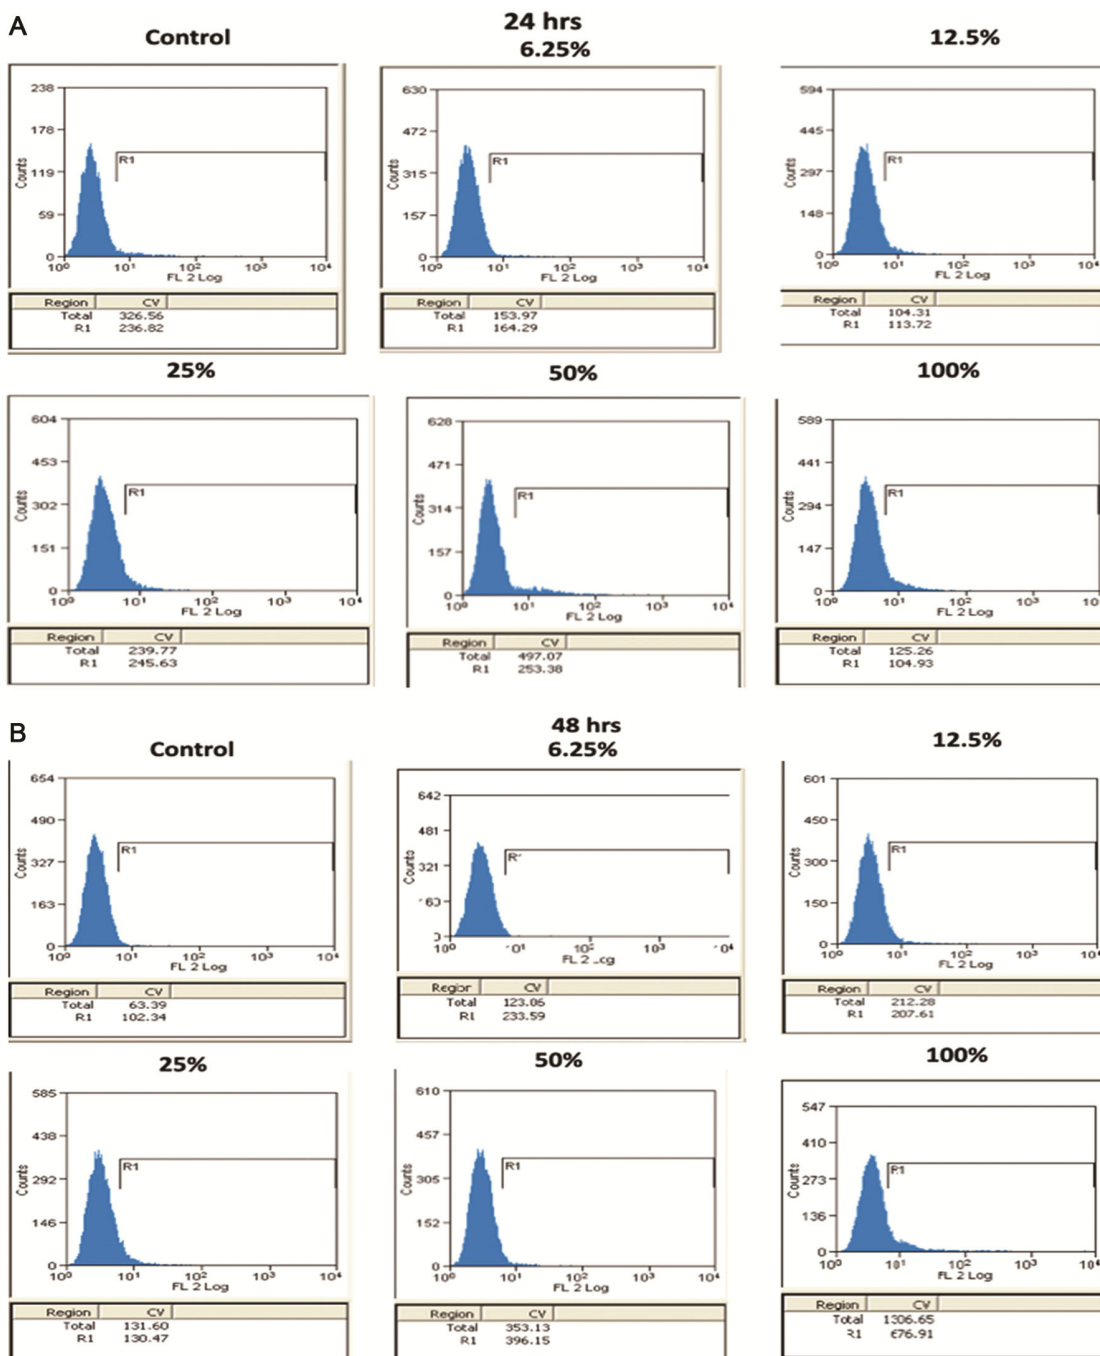 A
24 hrs
Control
6.25%
12.5%
238
178
119
59
0
Counts
R1
10⁰ 10¹ 10² 10³ 10⁴
FL 2 Log
Region CV
Total 326.56
R1 236.82
630
472
315
157
0
Counts
R1
10⁰ 10¹ 10² 10³ 10⁴
FL 2 Log
Region CV
Total 153.97
R1 164.29
594
445
297
148
0
Counts
R1
10⁰ 10¹ 10² 10³ 10⁴
FL 2 Log
Region CV
Total 104.31
R1 113.72
25%
50%
100%
604
453
302
151
0
Counts
R1
10⁰ 10¹ 10² 10³ 10⁴
FL 2 Log
Region CV
Total 239.77
R1 245.63
628
471
314
157
0
Counts
R1
10⁰ 10¹ 10² 10³ 10⁴
FL 2 Log
Region CV
Total 497.07
R1 253.38
589
441
294
147
0
Counts
R1
10⁰ 10¹ 10² 10³ 10⁴
FL 2 Log
Region CV
Total 125.26
R1 104.93
B
48 hrs
Control
6.25%
12.5%
654
490
327
163
0
Counts
R1
10⁰ 10¹ 10² 10³ 10⁴
FL 2 Log
Region CV
Total 63.39
R1 102.34
642
481
321
Counts
10⁰ 10¹ 10² 10³ 10⁴
FL 2
Region CV
Total 123.06
R1 233.59
601
450
300
150
0
Counts
R1
10⁰ 10¹ 10² 10³ 10⁴
FL 2 Log
Region CV
Total 212.28
R1 207.61
25%
50%
100%
585
438
292
146
0
Counts
R1
10⁰ 10¹ 10² 10³ 10⁴
FL 2 Log
Region CV
Total 131.60
R1 130.47
610
457
305
152
0
Counts
R1
10⁰ 10¹ 10² 10³ 10⁴
FL 2 Log
Region CV
Total 353.13
R1 396.15
547
410
273
136
0
Counts
R1
10⁰ 10¹ 10² 10³ 10⁴
FL 2 Log
Region CV
Total 1306.65
R1 676.91